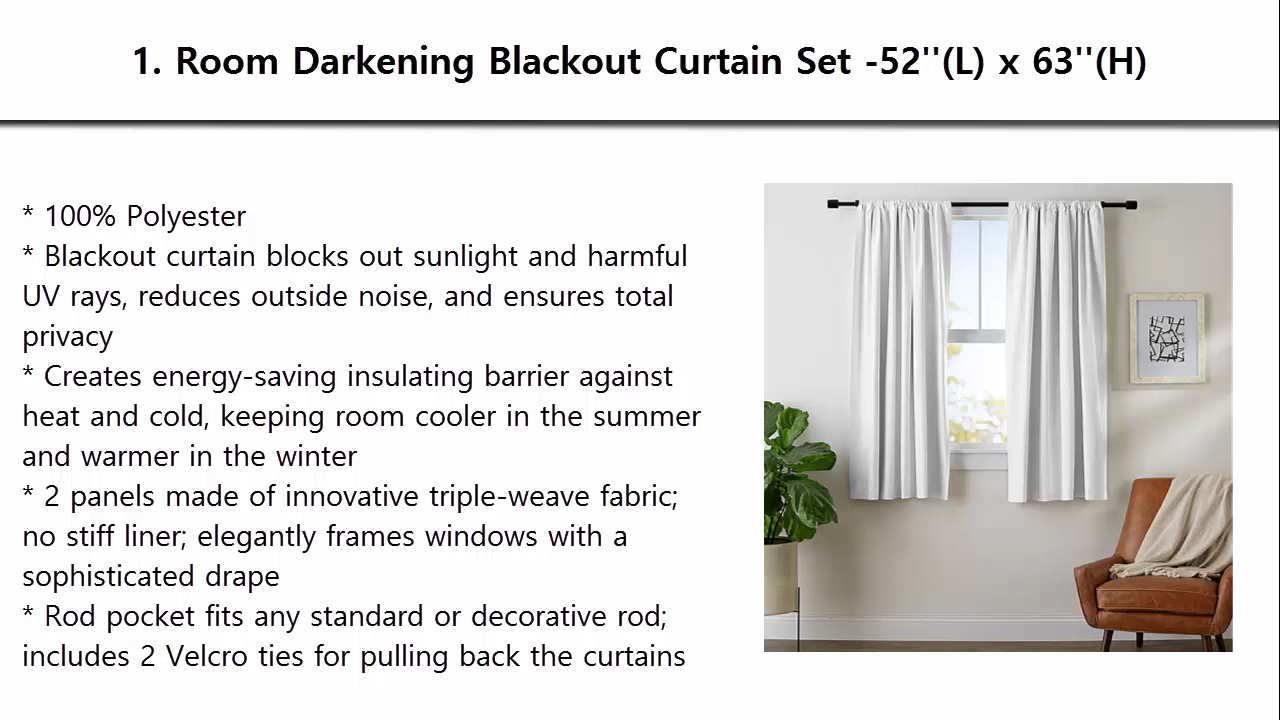 1. Room Darkening Blackout Curtain Set -52''(L) x 63''(H)
* 100% Polyester
* Blackout curtain blocks out sunlight and harmful
UV rays, reduces outside noise, and ensures total
privacy
* Creates energy-saving insulating barrier against
heat and cold, keeping room cooler in the summer
and warmer in the winter
* 2 panels made of innovative triple-weave fabric;
no stiff liner; elegantly frames windows with a
sophisticated drape
* Rod pocket fits any standard or decorative rod;
includes 2 Velcro ties for pulling back the curtains